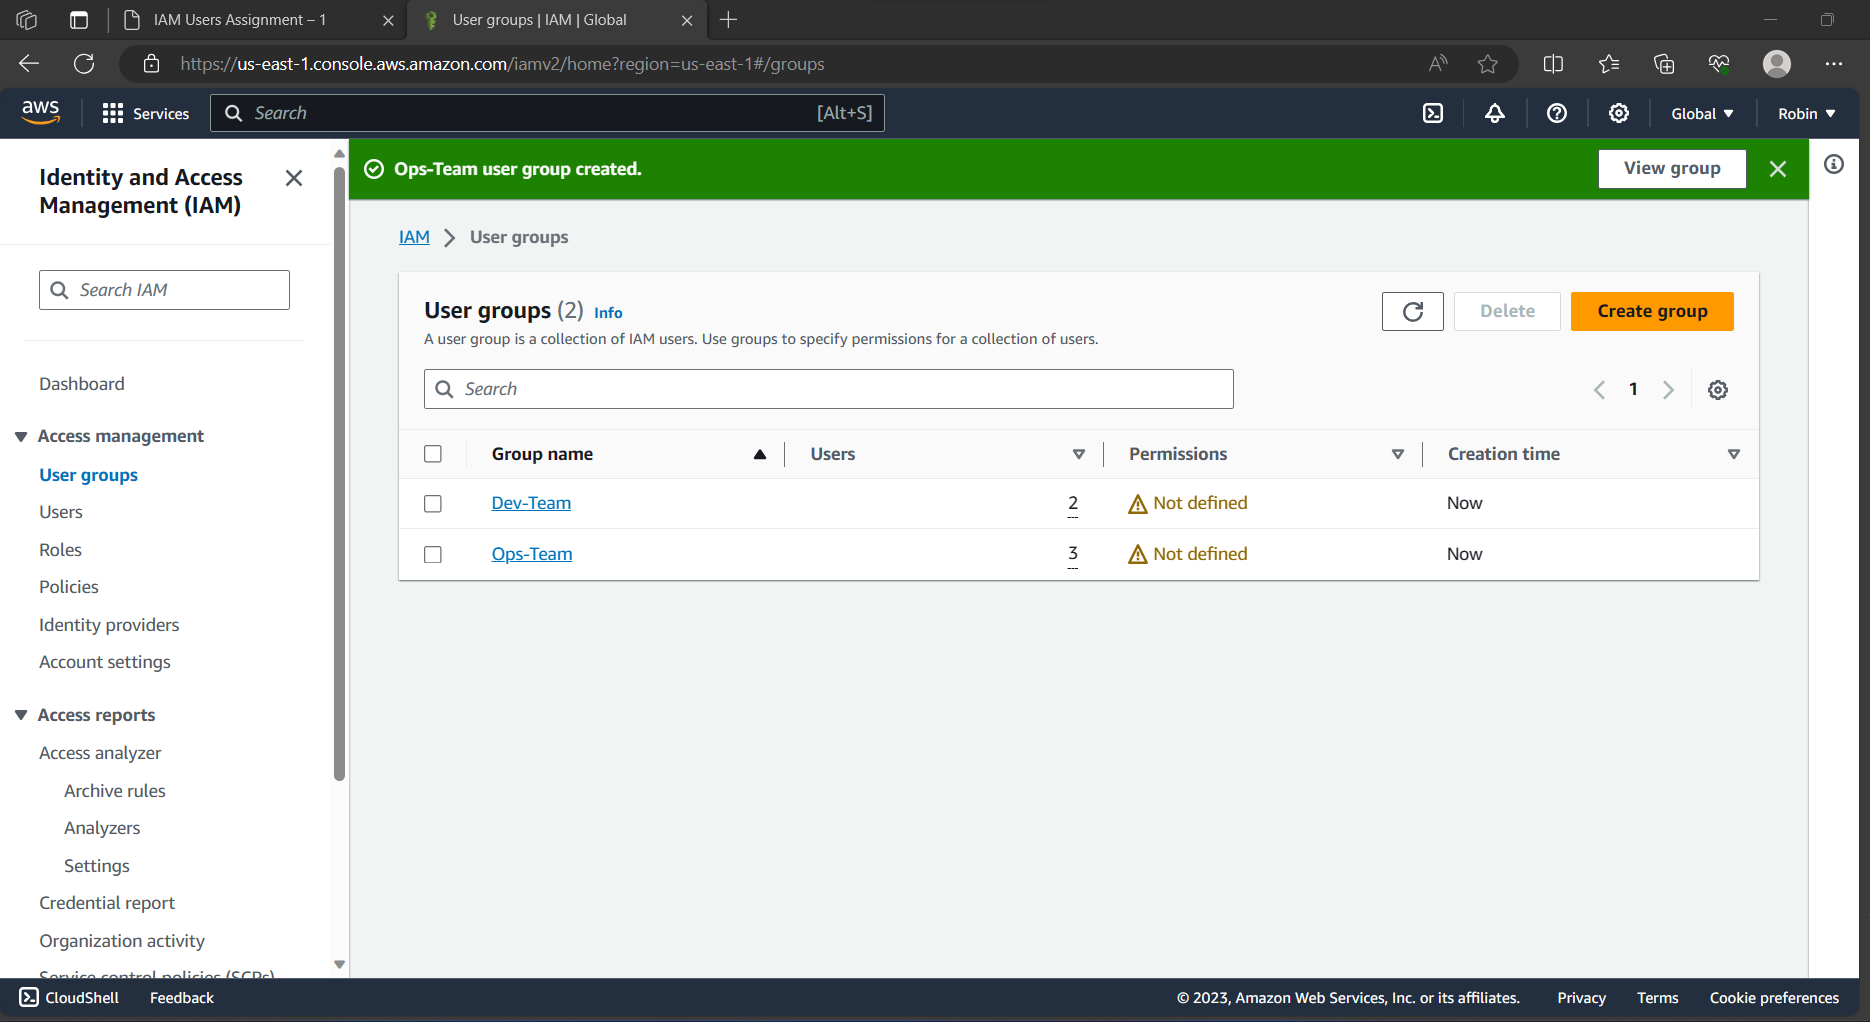 IAM Users Assignment – 1
User groups | IAM | Global
https://us-east-1.console.aws.amazon.com/iamv2/home?region=us-east-1#/groups
aws
Services
Search
[Alt+S]
Global
Robin
Identity and Access
Management (IAM)
Search IAM
Dashboard
Access management
User groups
Users
Roles
Policies
Identity providers
Account settings
Access reports
Access analyzer
Archive rules
Analyzers
Settings
Credential report
Organization activity
Service control policies (SCPs)
Ops-Team user group created.
View group
IAM
User groups
User groups (2) Info
A user group is a collection of IAM users. Use groups to specify permissions for a collection of users.
Delete
Create group
Search
1
Group name Users Permissions Creation time
Dev-Team 2 Not defined Now
Ops-Team 3 Not defined Now
CloudShell
Feedback
© 2023, Amazon Web Services, Inc. or its affiliates.
Privacy
Terms
Cookie preferences